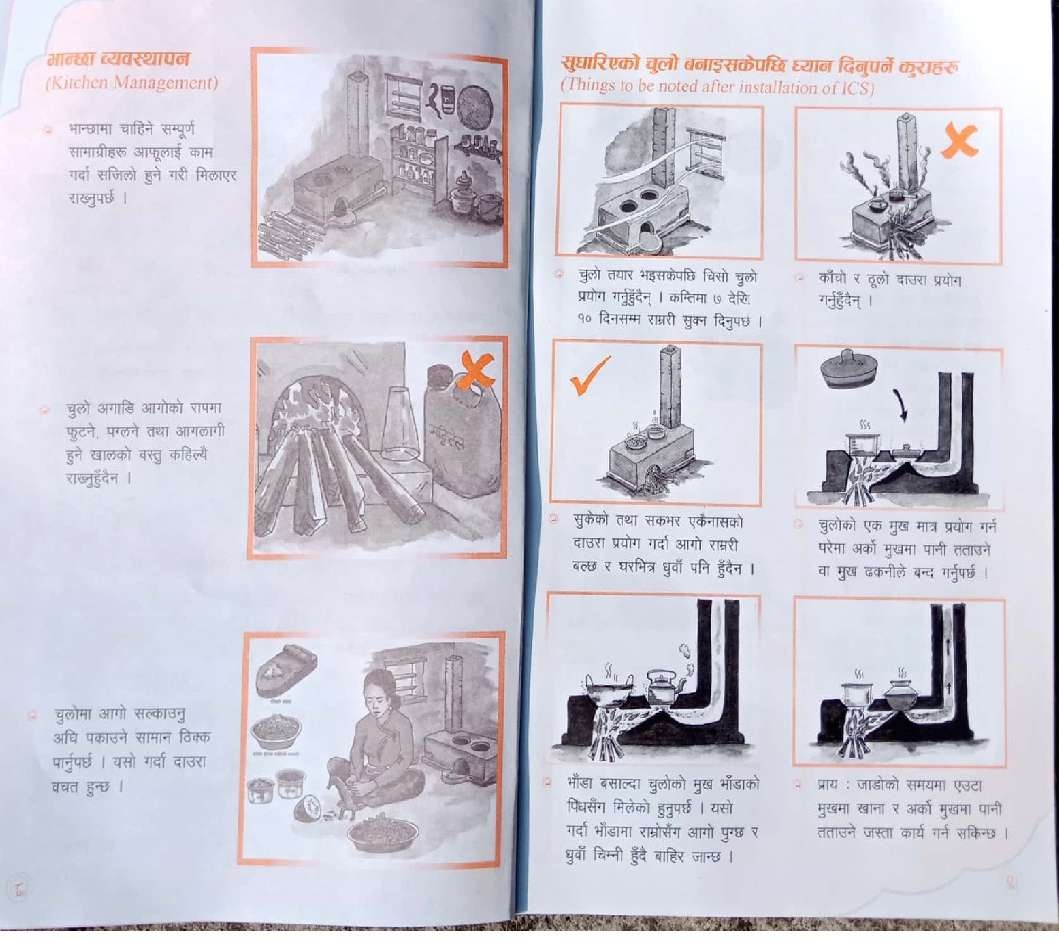 भान्छा व्यवस्थापन
(Kitchen Management)
भान्छामा चाहिने सम्पूर्ण
सामाग्रीहरू आफूलाई काम
गर्दा सजिलो हुने गरी मिलाएर
राख्नुपर्छ ।
चुलो अगाडि आगोको रापमा
फुटने, पग्लने तथा आगलागी
हुने खालको वस्तु कहिल्यै
राख्नुहुँदैन ।
मट्टितेल
चुलोमा आगो सल्काउनु
अघि पकाउने सामान ठिक्क
पार्नुपर्छ । यसो गर्दा दाउरा
वचत हुन्छ ।
सुधारिएको चुलो बनाइसकेपछि ध्यान दिनुपर्ने कुराहरू
(Things to be noted after installation of ICS)
चुलो तयार भइसकेपछि चिसो चुलो
प्रयोग गर्नुहुँदैन । कम्तिमा ७ देखि
१० दिनसम्म राम्ररी सुक्न दिनुपर्छ ।
काँचो र ठूलो दाउरा प्रयोग
गर्नुहुँदैन ।
सुकेको तथा सकभर एकैनासको
दाउरा प्रयोग गर्दा आगो राम्ररी
बल्छ र घरभित्र धुवाँ पनि हुँदैन ।
चुलोको एक मुख मात्र प्रयोग गर्न
परेमा अर्को मुखमा पानी तताउने
वा मुख ढकनीले बन्द गर्नुपर्छ ।
भाँडा बसाल्दा चुलोको मुख भाँडाको
पिँधसँग मिलेको हुनुपर्छ । यसो
गर्दा भाँडामा राम्रोसँग आगो पुग्छ र
धुवाँ चिम्नी हुँदै बाहिर जान्छ ।
प्राय : जाडोको समयमा एउटा
मुखमा खाना र अर्को मुखमा पानी
तताउने जस्ता कार्य गर्न सकिन्छ ।